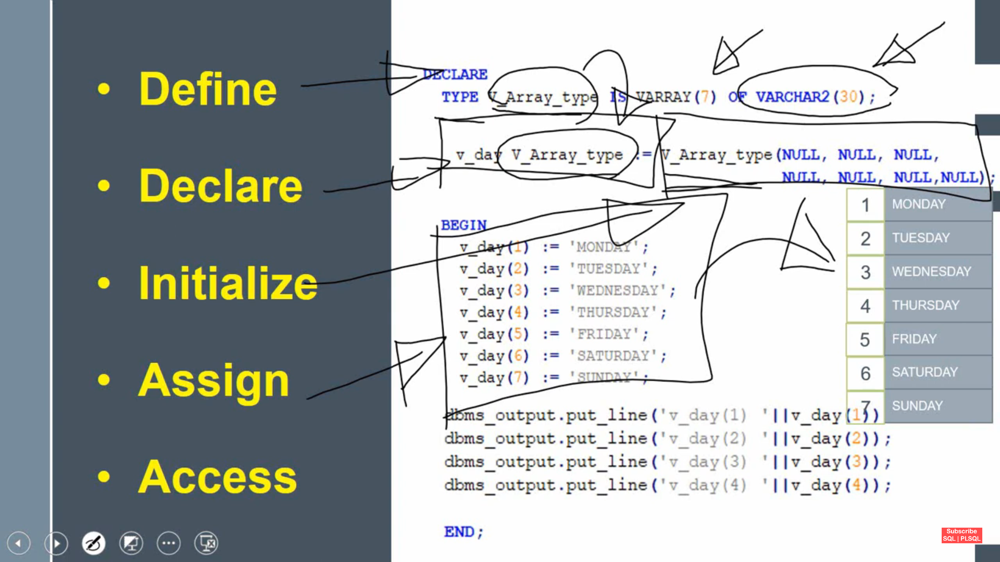 • Define
• Declare
• Initialize
• Assign
• Access
DECLARE
TYPE V_Array_type IS VARRAY(7) OF VARCHAR2(30);
v_day V_Array_type := V_Array_type(NULL, NULL, NULL,
NULL, NULL, NULL,NULL);
BEGIN
v_day(1) := 'MONDAY';
v_day(2) := 'TUESDAY';
v_day(3) := 'WEDNESDAY';
v_day(4) := 'THURSDAY';
v_day(5) := 'FRIDAY';
v_day(6) := 'SATURDAY';
v_day(7) := 'SUNDAY';
dbms_output.put_line('v_day(1) '||v_day(1))
dbms_output.put_line('v_day(2) '||v_day(2));
dbms_output.put_line('v_day(3) '||v_day(3));
dbms_output.put_line('v_day(4) '||v_day(4));
END;
1 MONDAY
2 TUESDAY
3 WEDNESDAY
4 THURSDAY
5 FRIDAY
6 SATURDAY
7 SUNDAY
Subscribe
SQL | PLSQL